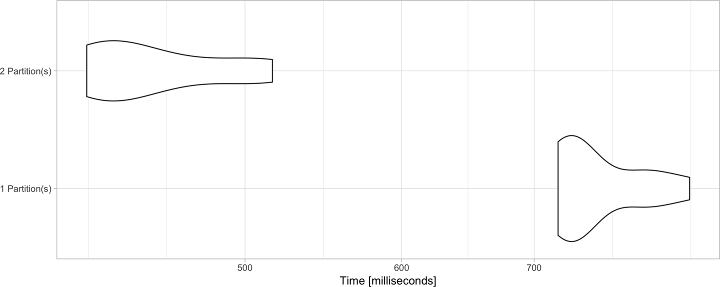 2 Partition(s)
1 Partition(s)
500 600 700
Time [milliseconds]